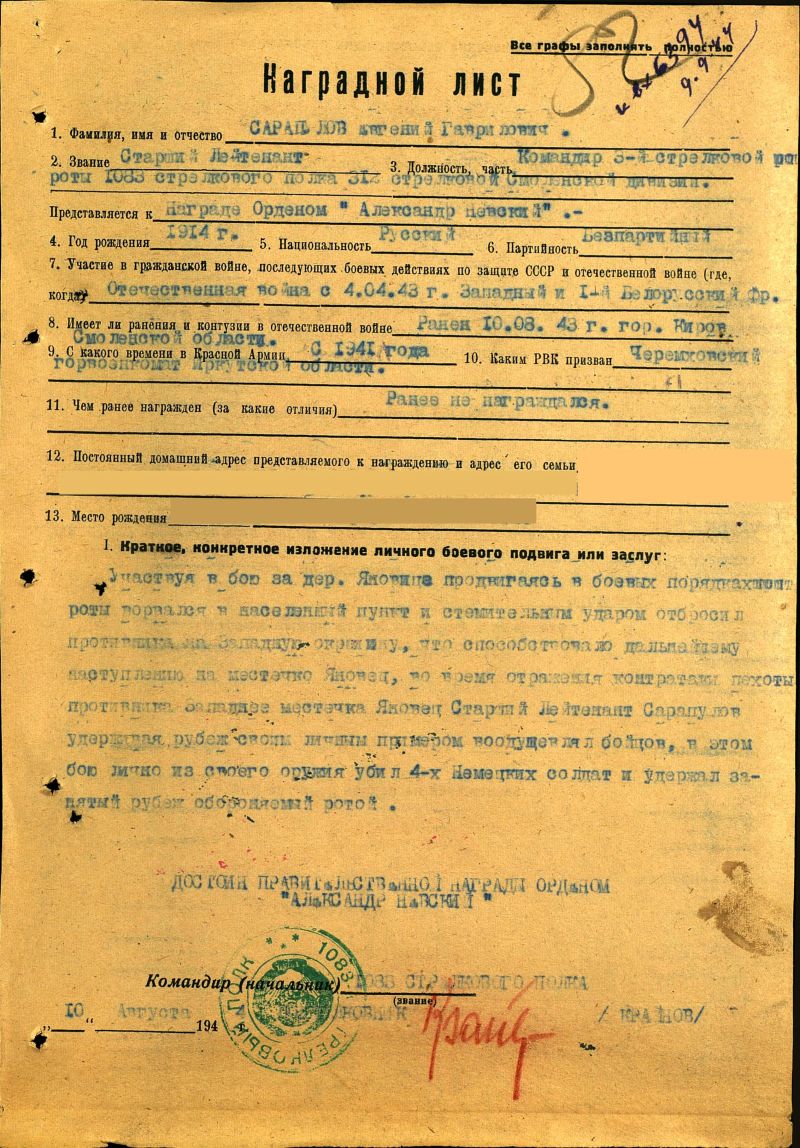 Все графы заполнять полностью
к вх 6394
9.9.44
Наградной лист
1. Фамилия, имя и отчество САРАПУЛОВ Евгений Гаврилович .
2. Звание Старший Лейтенант 3. Должность, часть Командир 3-й стрелковой
роты 1083 стрелкового полка 312 стрелковой Смоленской дивизии.
Представляется к Награде Орденом " Александр Невский" .-
4. Год рождения 1914 г. 5. Национальность Русский 6. Партийность Безпартийный
7. Участие в гражданской войне, последующих боевых действиях по защите СССР и отечественной войне (где,
когда) Отечественная война с 4.04.43 г. Западный и 1-й Белорусский фр.
8. Имеет ли ранения и контузии в отечественной войне Ранен 10.08. 43 г. гор. Киров
Смоленской области.
9. С какого времени в Красной Армии С 1941 года 10. Каким РВК призван Черемховский
горвоенкомат Иркутской области.
11. Чем ранее награжден (за какие отличия) Ранее не награждался.
12. Постоянный домашний адрес представляемого к награждению и адрес его семьи
13. Место рождения
1. Краткое, конкретное изложение личного боевого подвига или заслуг:
Участвуя в бою за дер. Яновица продвигаясь в боевых порядках
роты ворвался в населенный пункт и стемительным ударом отбросил
противника на Западную окраину, что способствовало дальнейшему
наступлению на местечко Яновец, во время отражения контратаки пехоты
противника Западнее местечка Яновец Старший Лейтенант Сарапулов
удерживая рубеж своим личным примером воодушевлял бойцов, в этом
бою лично из своего оружия убил 4-х Немецких солдат и удержал за-
нятый рубеж обороняемый ротой .
ДОСТОИН ПРАВИТЕЛЬСТВЕННОЙ НАГРАДЫ ОРДЕНОМ
"АЛЕКСАНДР НЕВСКИЙ "
Командир (начальник) 1083 СТРЕЛКОВОГО ПОЛКА
(звание)
„10“ Августа 194 / КРАЙНОВ/
1083 СТРЕЛКОВЫЙ ПОЛК